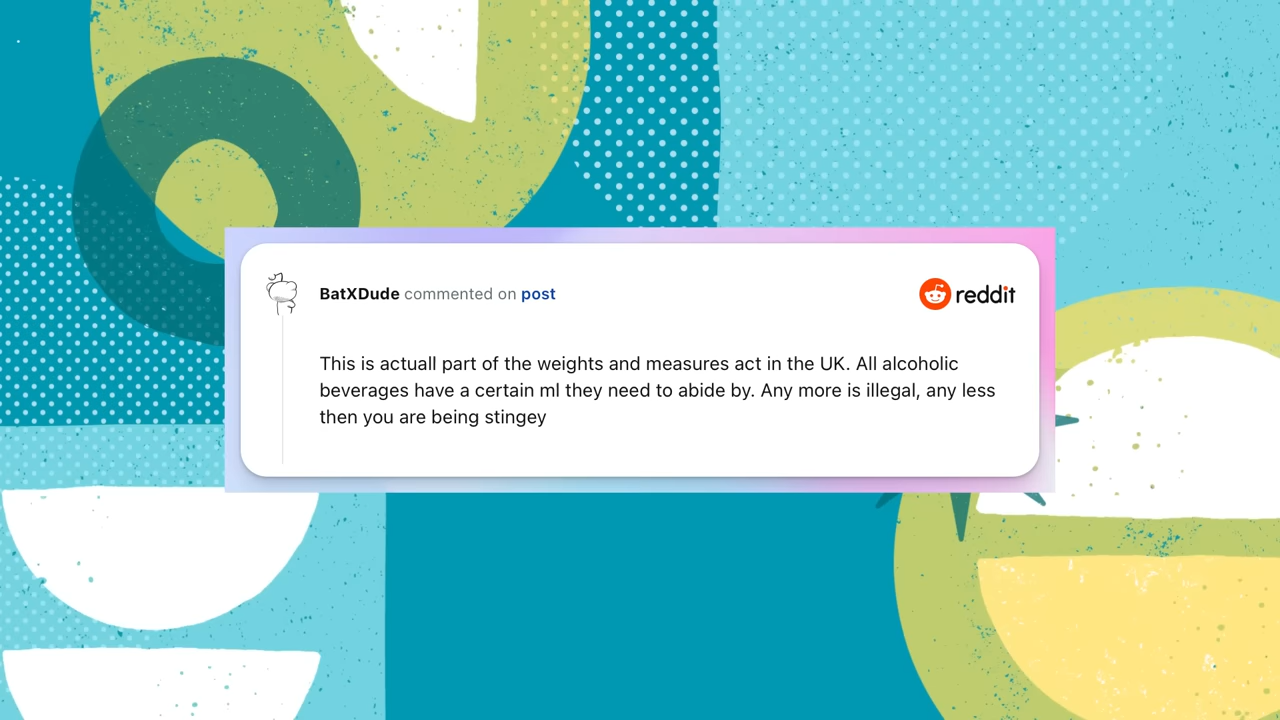 BatXDude commented on post
reddit
This is actuall part of the weights and measures act in the UK. All alcoholic
beverages have a certain ml they need to abide by. Any more is illegal, any less
then you are being stingey